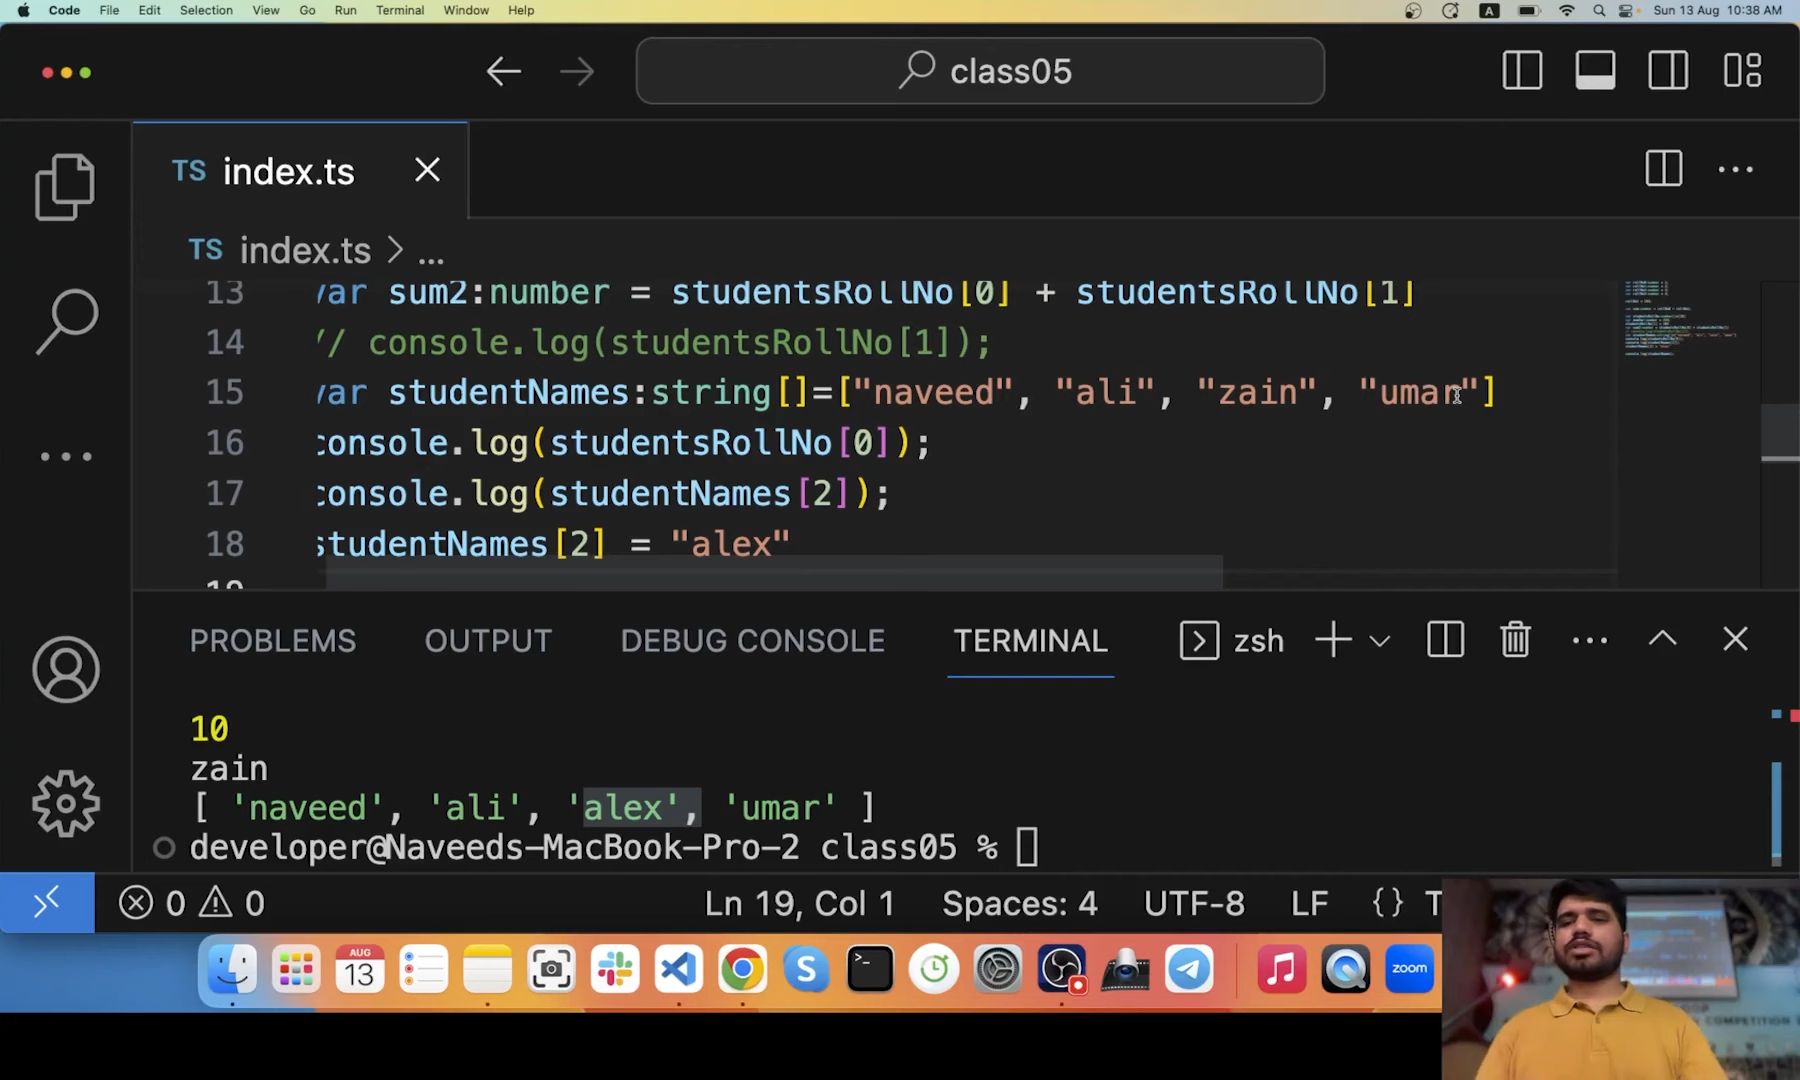 Code File Edit Selection View Go Run Terminal Window Help A Sun 13 Aug 10:38 AM
class05
TS index.ts
TS index.ts > ...
13 var sum2:number = studentsRollNo[0] + studentsRollNo[1]
14 // console.log(studentsRollNo[1]);
15 var studentNames:string[]=["naveed", "ali", "zain", "umar"]
16 console.log(studentsRollNo[0]);
17 console.log(studentNames[2]);
18 studentNames[2] = "alex"
19
PROBLEMS OUTPUT DEBUG CONSOLE TERMINAL zsh
10
zain
[ 'naveed', 'ali', 'alex', 'umar' ]
developer@Naveeds-MacBook-Pro-2 class05 %
0 0 Ln 19, Col 1 Spaces: 4 UTF-8 LF {} T
AUG
13
S
zoom
COMPETITION